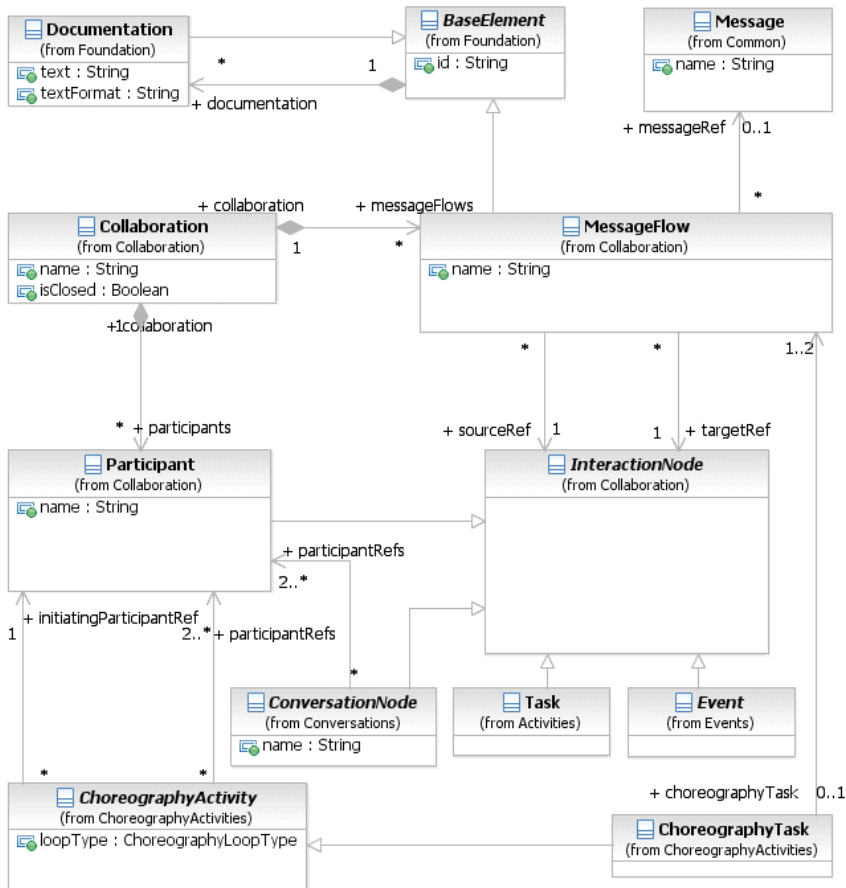 Documentation
(from Foundation)
text : String
textFormat : String
*
1
+ documentation
BaseElement
(from Foundation)
id : String
Message
(from Common)
name : String
+ messageRef
0..1
*
+ collaboration
+ messageFlows
1
*
Collaboration
(from Collaboration)
name : String
isClosed : Boolean
MessageFlow
(from Collaboration)
name : String
+1collaboration
*
*
1..2
* + participants
+ sourceRef
1
1
+ targetRef
Participant
(from Collaboration)
name : String
InteractionNode
(from Collaboration)
+ participantRefs
2..*
+ initiatingParticipantRef
1
2..*
+ participantRefs
*
ConversationNode
(from Conversations)
name : String
Task
(from Activities)
Event
(from Events)
*
*
ChoreographyActivity
(from ChoreographyActivities)
loopType : ChoreographyLoopType
+ choreographyTask
0..1
ChoreographyTask
(from ChoreographyActivities)